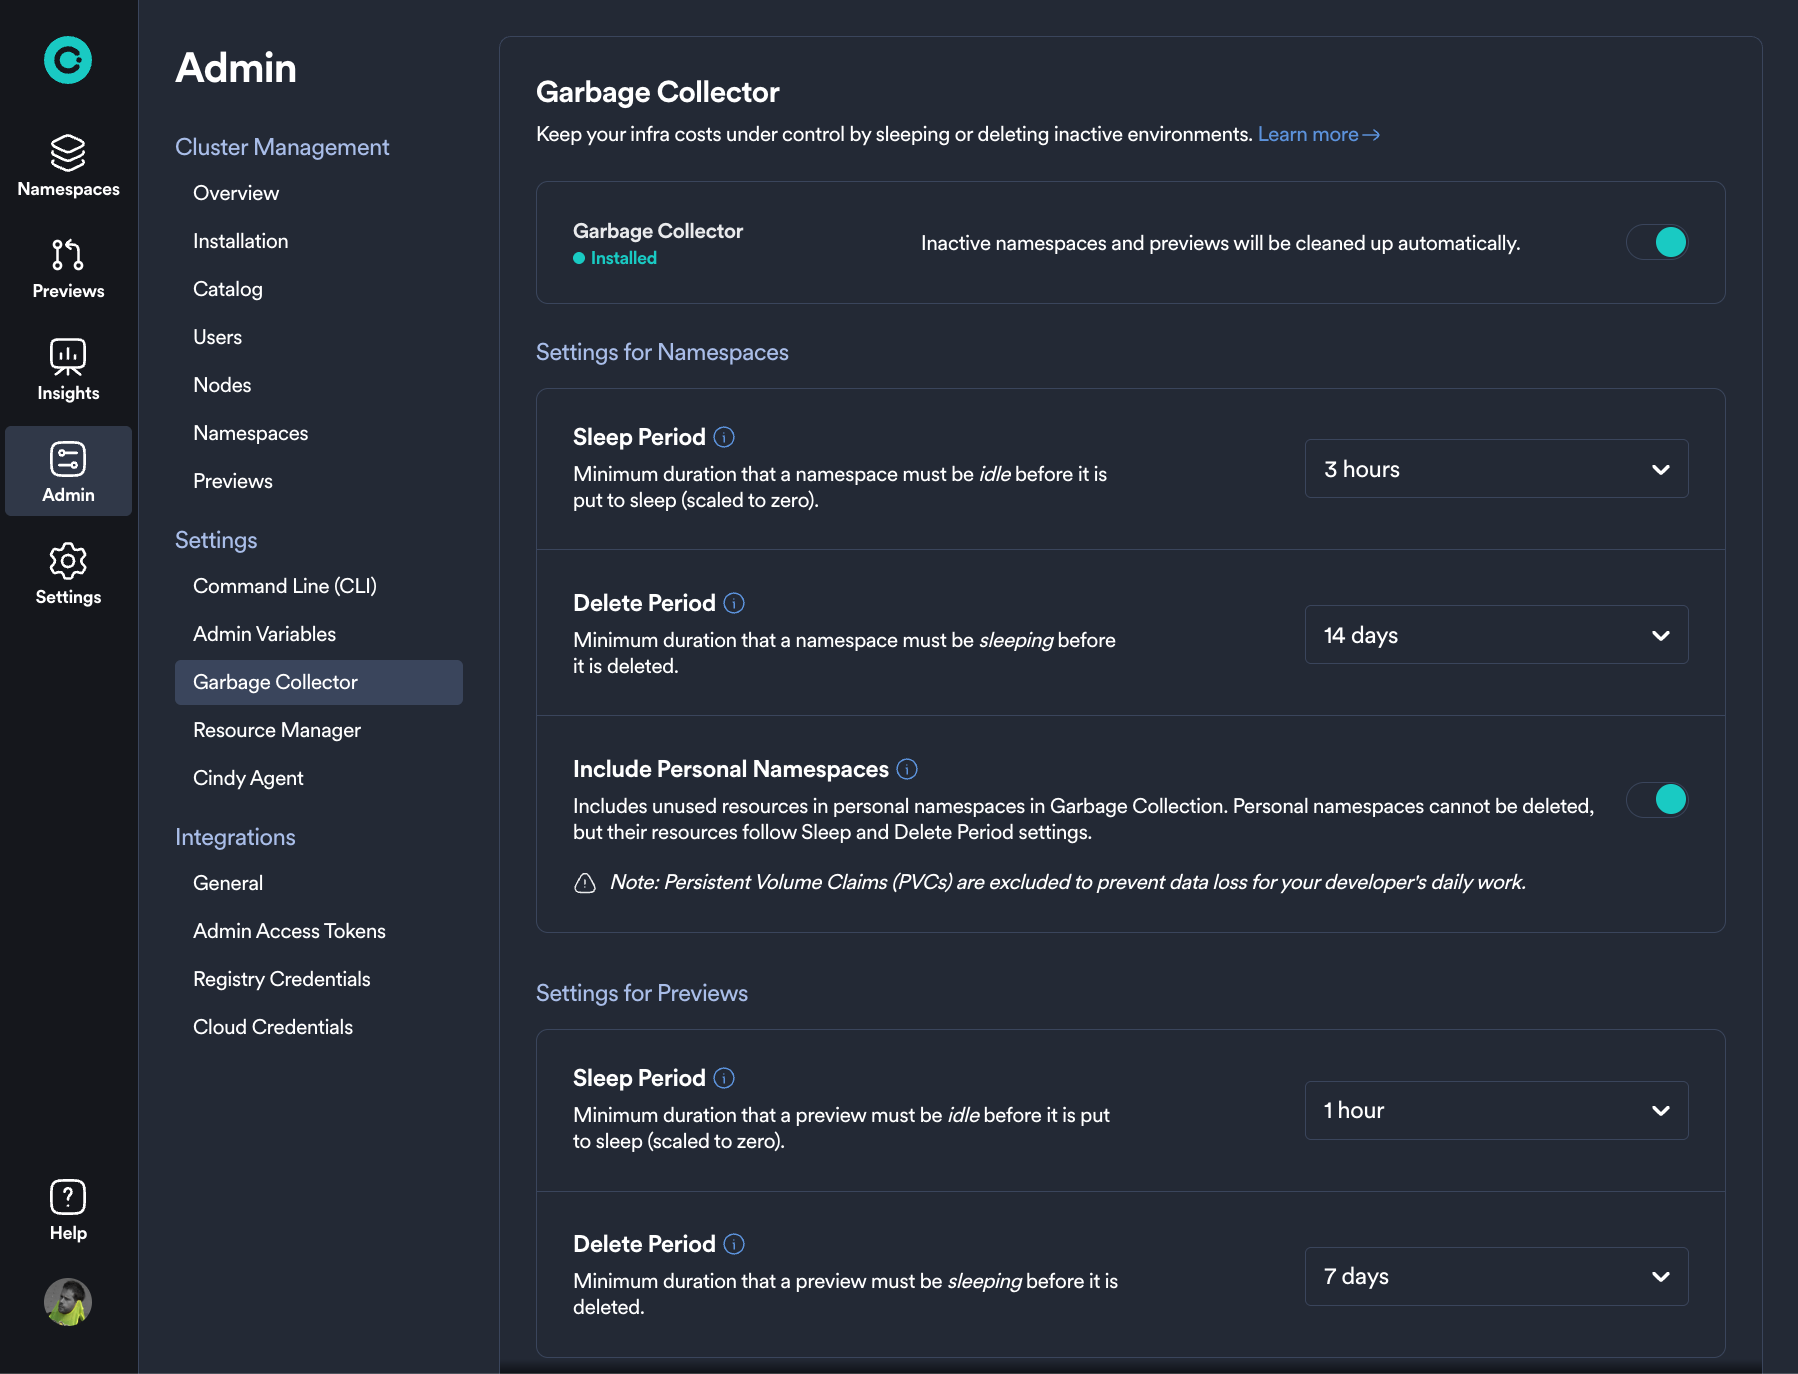 Namespaces
Previews
Insights
Admin
Settings
Help
Admin
Cluster Management
Overview
Installation
Catalog
Users
Nodes
Namespaces
Previews
Settings
Command Line (CLI)
Admin Variables
Garbage Collector
Resource Manager
Cindy Agent
Integrations
General
Admin Access Tokens
Registry Credentials
Cloud Credentials
Garbage Collector
Keep your infra costs under control by sleeping or deleting inactive environments. Learn more→
Garbage Collector
Installed
Inactive namespaces and previews will be cleaned up automatically.
Settings for Namespaces
Sleep Period
Minimum duration that a namespace must be idle before it is
put to sleep (scaled to zero).
3 hours
Delete Period
Minimum duration that a namespace must be sleeping before
it is deleted.
14 days
Include Personal Namespaces
Includes unused resources in personal namespaces in Garbage Collection. Personal namespaces cannot be deleted,
but their resources follow Sleep and Delete Period settings.
Note: Persistent Volume Claims (PVCs) are excluded to prevent data loss for your developer's daily work.
Settings for Previews
Sleep Period
Minimum duration that a preview must be idle before it is put
to sleep (scaled to zero).
1 hour
Delete Period
Minimum duration that a preview must be sleeping before it is
deleted.
7 days